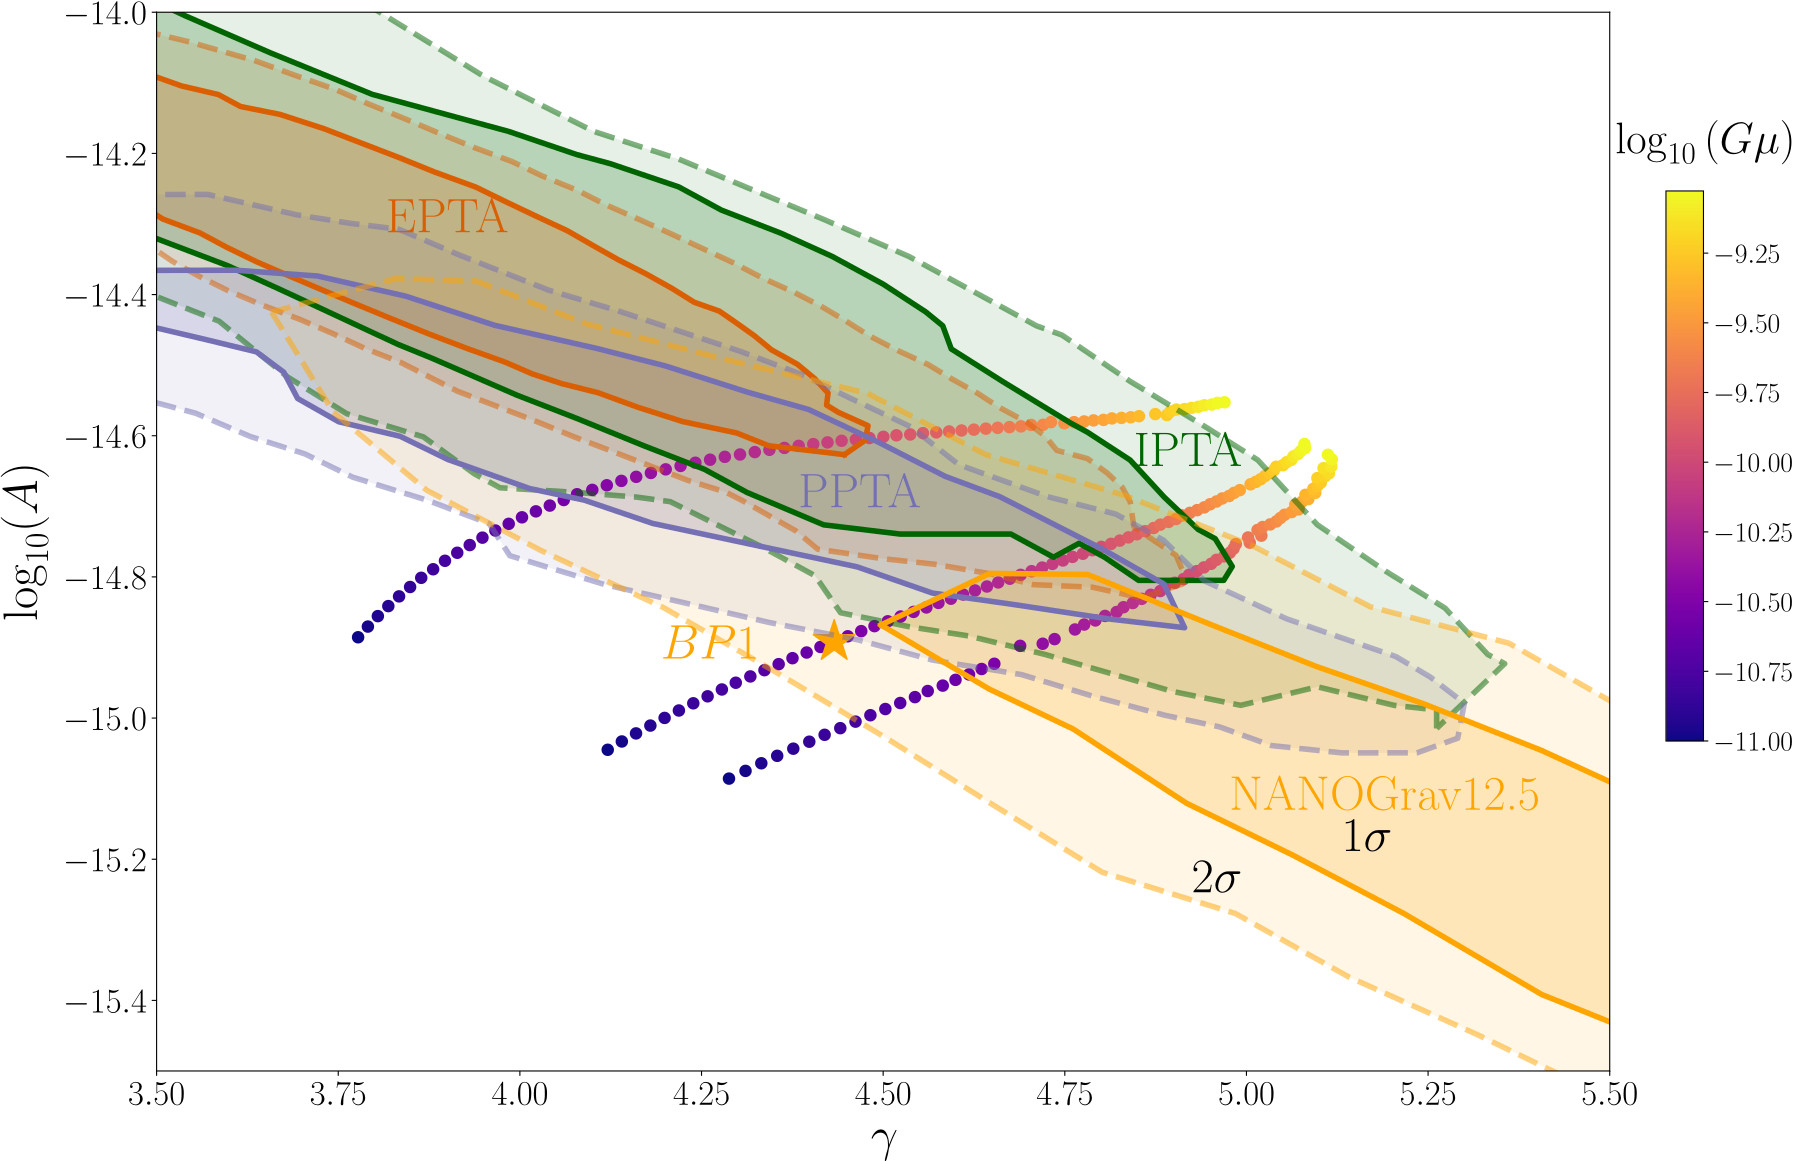 −14.0
−14.2
−14.4
−14.6
−14.8
−15.0
−15.2
−15.4
log10(A)
3.50 3.75 4.00 4.25 4.50 4.75 5.00 5.25 5.50
γ
EPTA
PPTA
IPTA
BP1
NANOGrav12.5
1σ
2σ
log10 (Gμ)
−9.25
−9.50
−9.75
−10.00
−10.25
−10.50
−10.75
−11.00